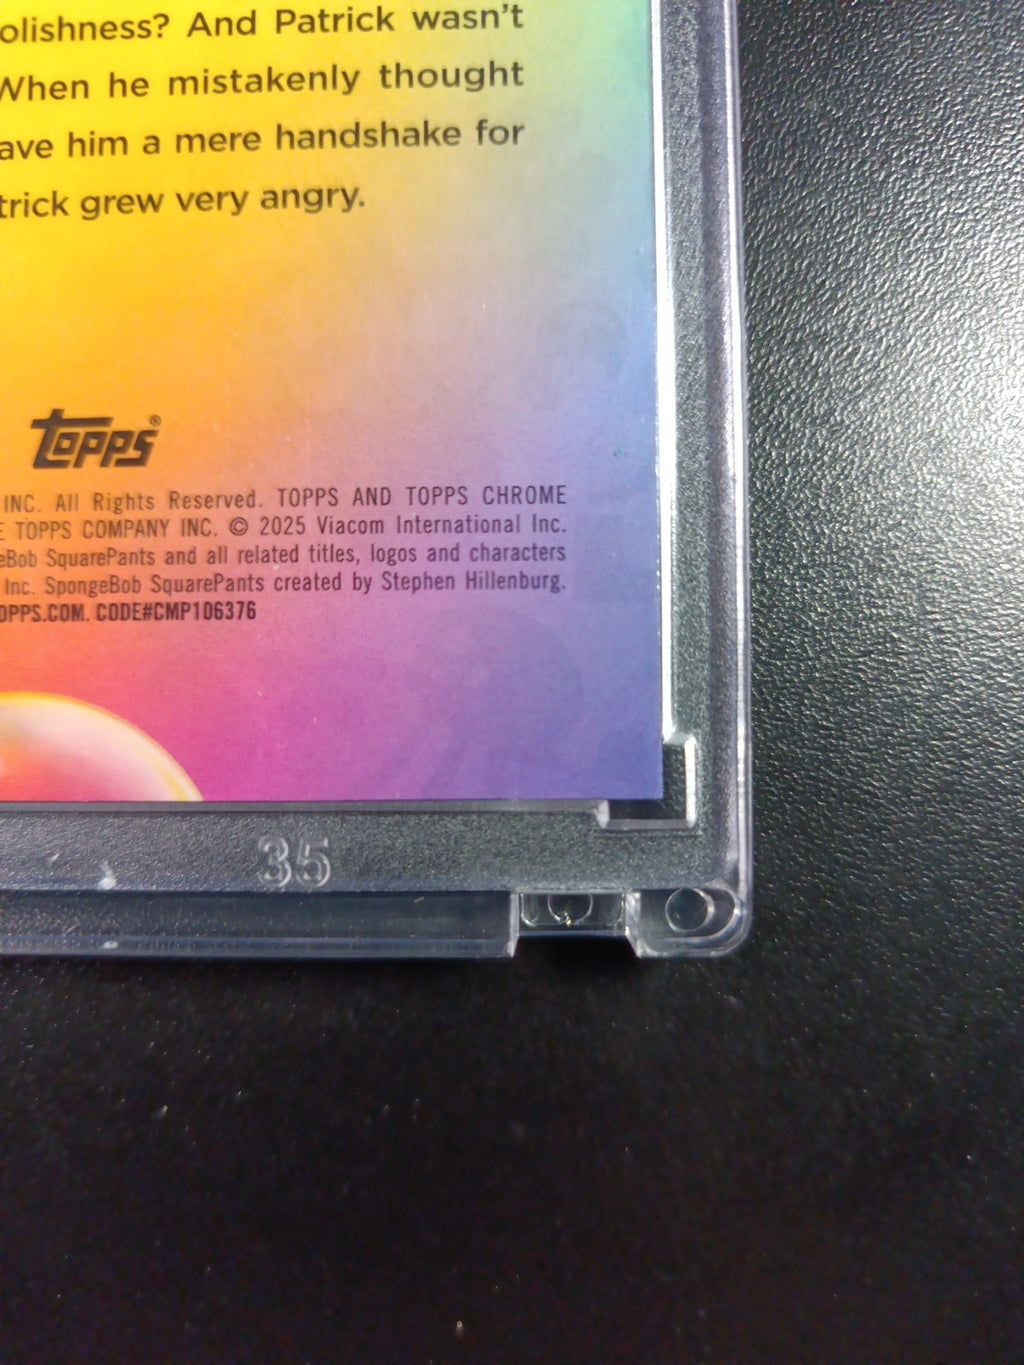 olishness? And Patrick wasn't
When he mistakenly thought
ave him a mere handshake for
trick grew very angry.
TOPPS®
INC. All Rights Reserved. TOPPS AND TOPPS CHROME
E TOPPS COMPANY INC. © 2025 Viacom International Inc.
eBob SquarePants and all related titles, logos and characters
Inc. SpongeBob SquarePants created by Stephen Hillenburg.
OPPS.COM. CODE#CMP106376
35